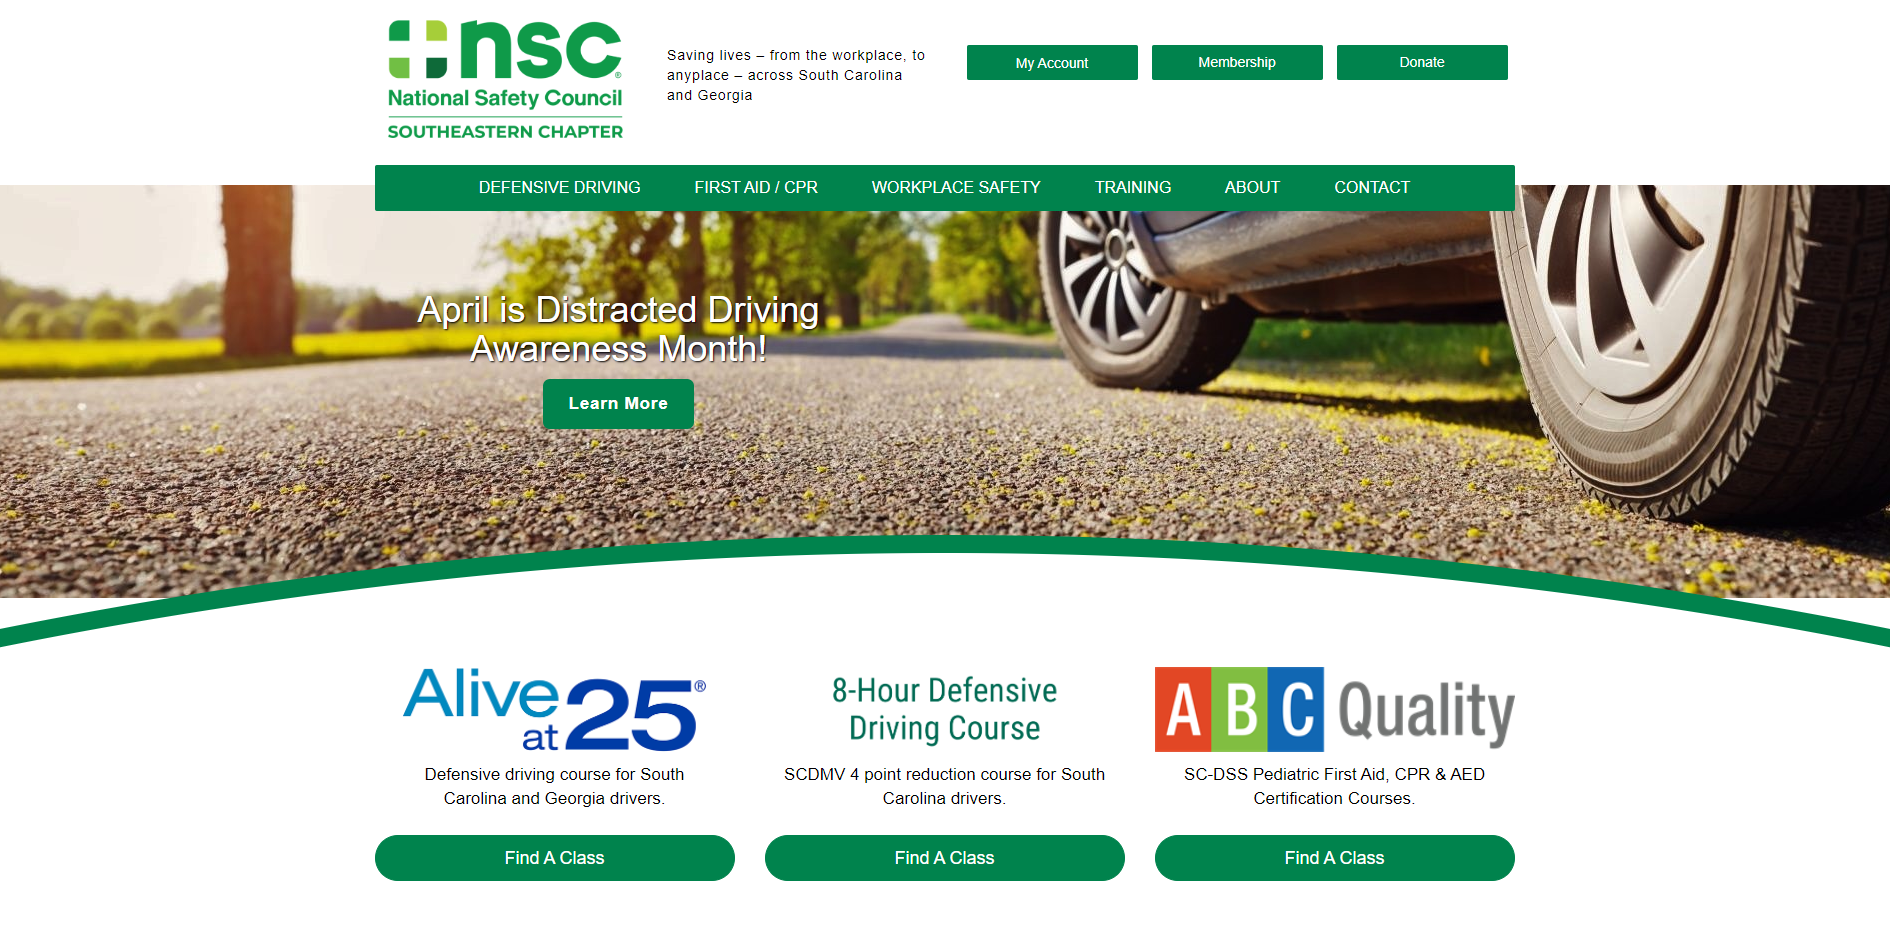 nsc®
National Safety Council
SOUTHEASTERN CHAPTER
Saving lives – from the workplace, to
anyplace – across South Carolina
and Georgia
My Account
Membership
Donate
DEFENSIVE DRIVING
FIRST AID / CPR
WORKPLACE SAFETY
TRAINING
ABOUT
CONTACT
April is Distracted Driving
Awareness Month!
Learn More
Alive
at 25®
Defensive driving course for South
Carolina and Georgia drivers.
Find A Class
8-Hour Defensive
Driving Course
SCDMV 4 point reduction course for South
Carolina drivers.
Find A Class
ABC Quality
SC-DSS Pediatric First Aid, CPR & AED
Certification Courses.
Find A Class